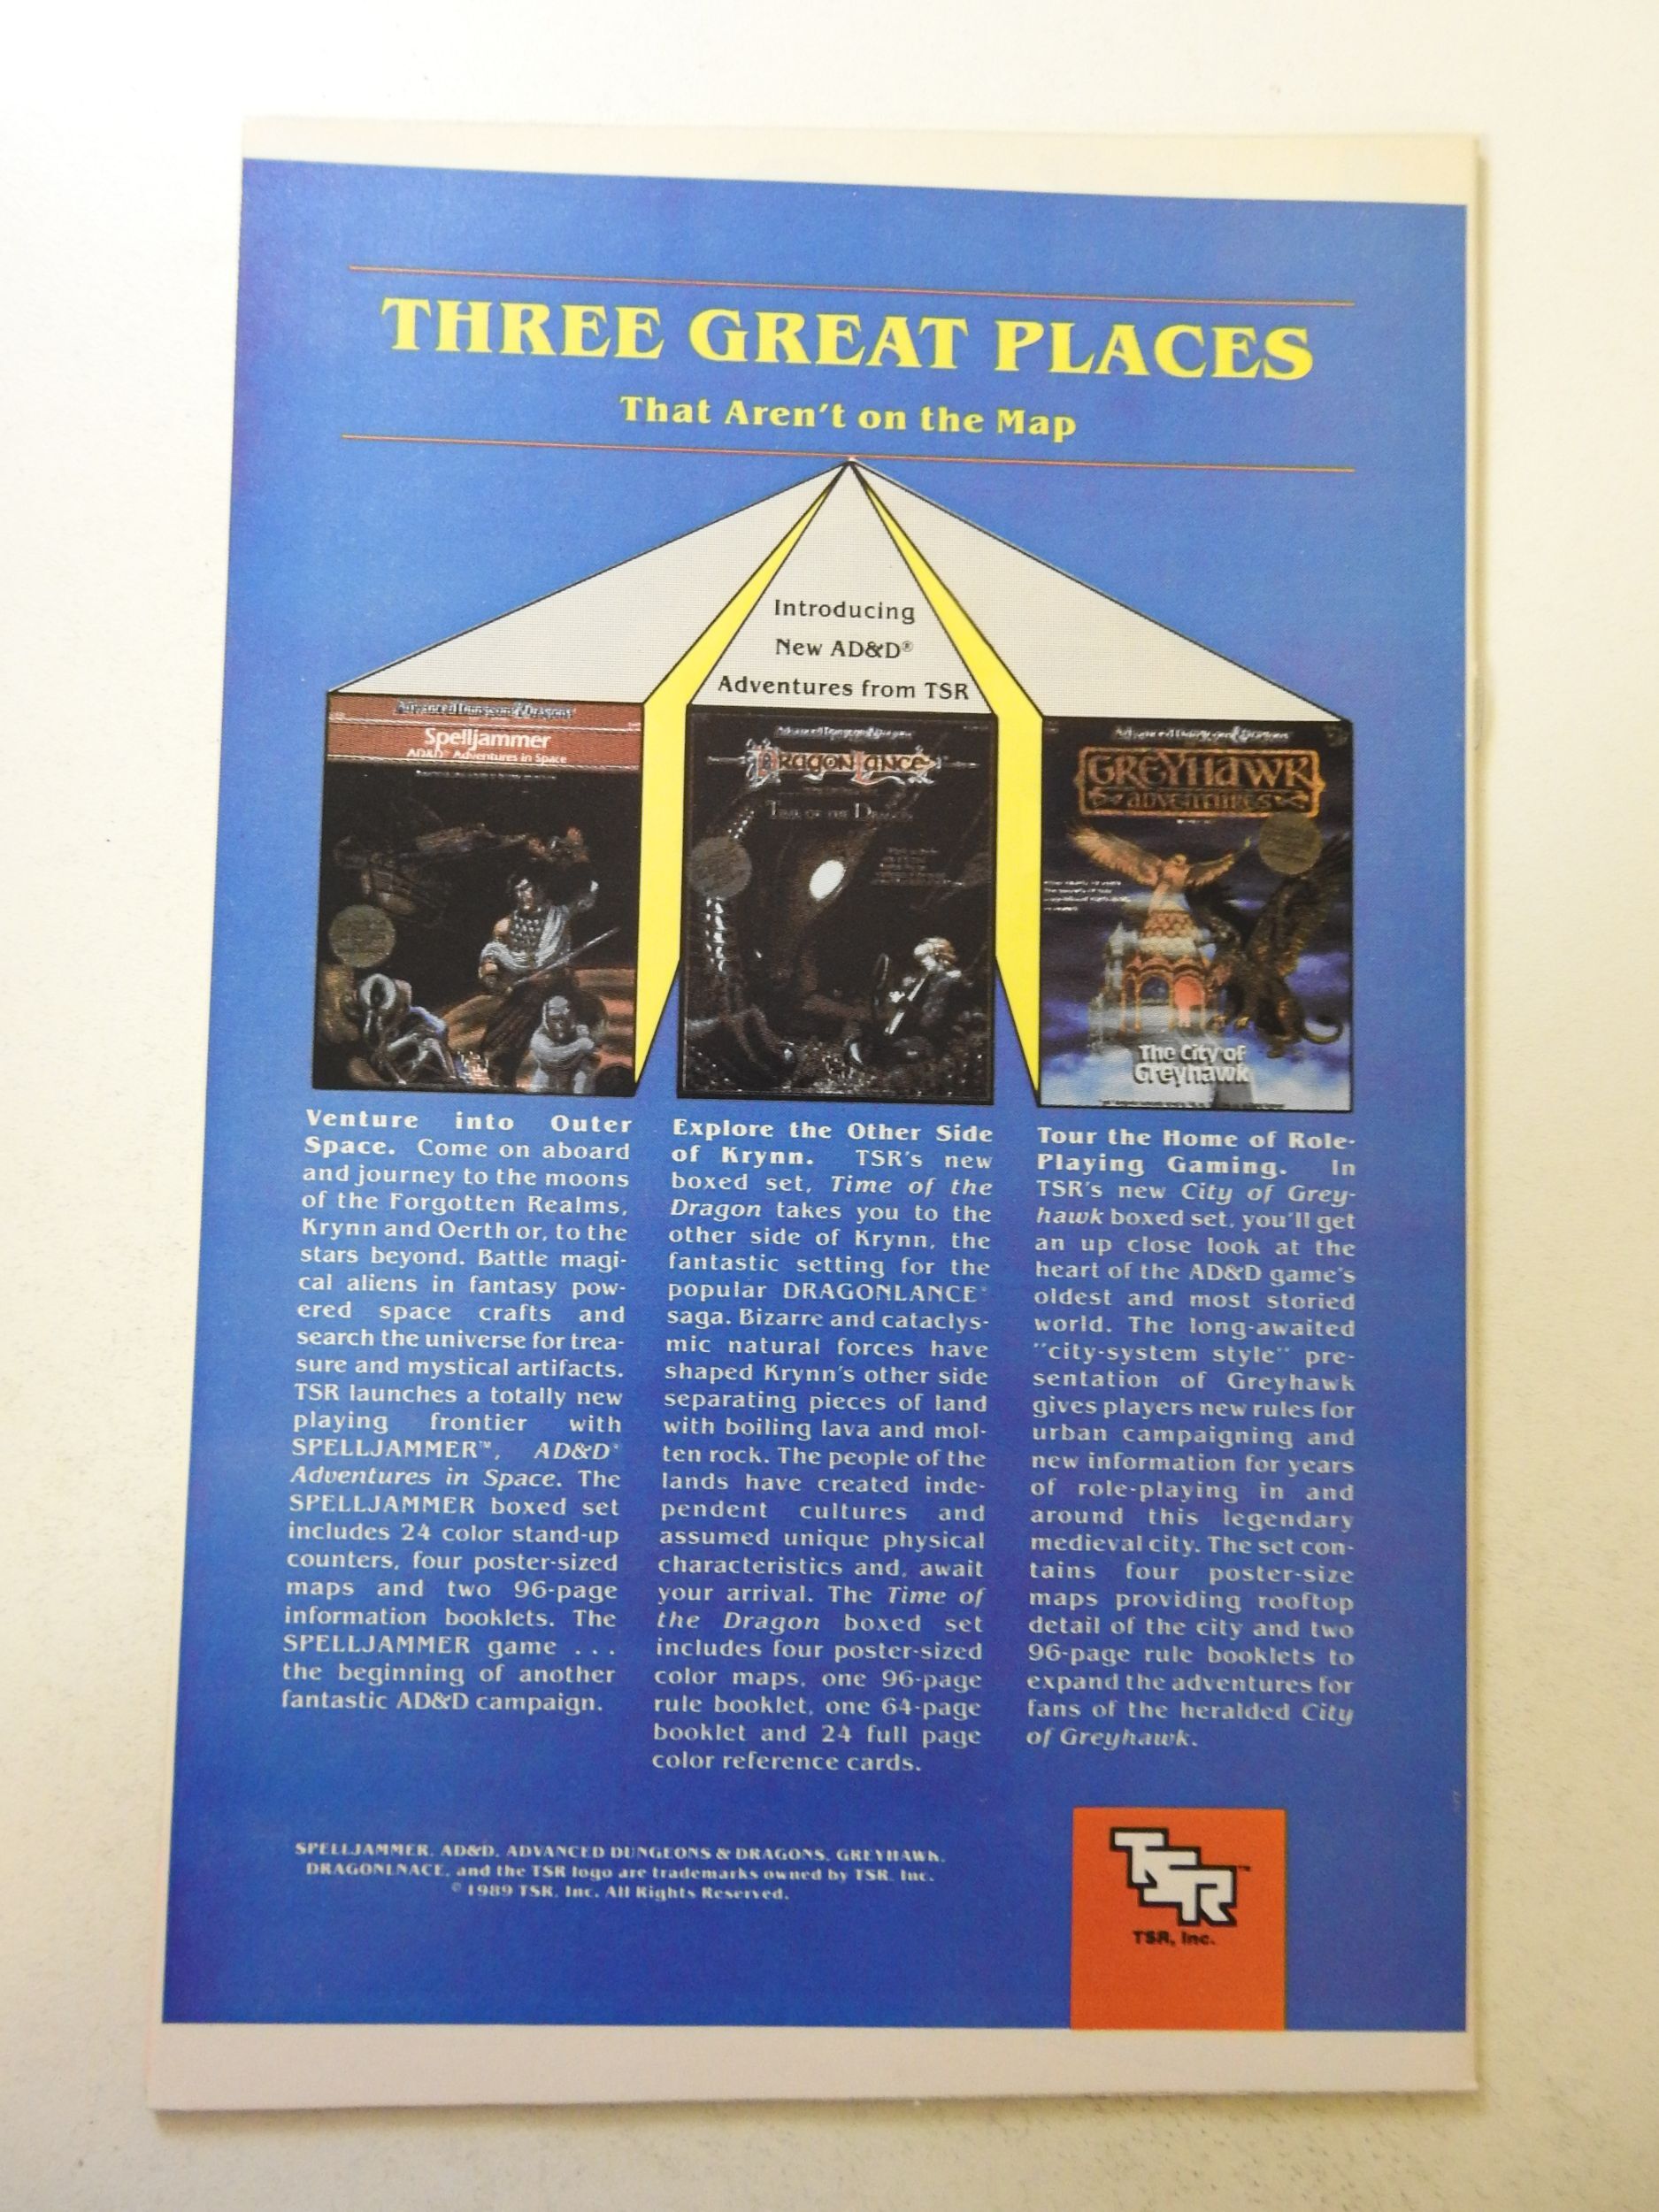 THREE GREAT PLACES
That Aren't on the Map
Introducing
New AD&D®
Adventures from TSR
Advanced Dungeons & Dragons
Spelljammer
AD&D® Adventures in Space
Advanced Dungeons & Dragons
DRAGONLANCE
TIME OF THE DRAGON
Advanced Dungeons & Dragons
GREYHAWK
ADVENTURES
The City of
Greyhawk
Venture into Outer
Space. Come on aboard
and journey to the moons
of the Forgotten Realms,
Krynn and Oerth or, to the
stars beyond. Battle magi-
cal aliens in fantasy pow-
ered space crafts and
search the universe for trea-
sure and mystical artifacts.
TSR launches a totally new
playing frontier with
SPELLJAMMER™, AD&D®
Adventures in Space. The
SPELLJAMMER boxed set
includes 24 color stand-up
counters, four poster-sized
maps and two 96-page
information booklets. The
SPELLJAMMER game . . .
the beginning of another
fantastic AD&D campaign.
Explore the Other Side
of Krynn. TSR's new
boxed set, Time of the
Dragon takes you to the
other side of Krynn, the
fantastic setting for the
popular DRAGONLANCE®
saga. Bizarre and cataclys-
mic natural forces have
shaped Krynn's other side
separating pieces of land
with boiling lava and mol-
ten rock. The people of the
lands have created inde-
pendent cultures and
assumed unique physical
characteristics and, await
your arrival. The Time of
the Dragon boxed set
includes four poster-sized
color maps, one 96-page
rule booklet, one 64-page
booklet and 24 full page
color reference cards.
Tour the Home of Role-
Playing Gaming. In
TSR's new City of Grey-
hawk boxed set, you'll get
an up close look at the
heart of the AD&D game's
oldest and most storied
world. The long-awaited
"city-system style" pre-
sentation of Greyhawk
gives players new rules for
urban campaigning and
new information for years
of role-playing in and
around this legendary
medieval city. The set con-
tains four poster-size
maps providing rooftop
detail of the city and two
96-page rule booklets to
expand the adventures for
fans of the heralded City
of Greyhawk.
SPELLJAMMER, AD&D, ADVANCED DUNGEONS & DRAGONS, GREYHAWK,
DRAGONLNACE, and the TSR logo are trademarks owned by TSR, Inc.
© 1989 TSR, Inc. All Rights Reserved.
TSR™
TSR, Inc.